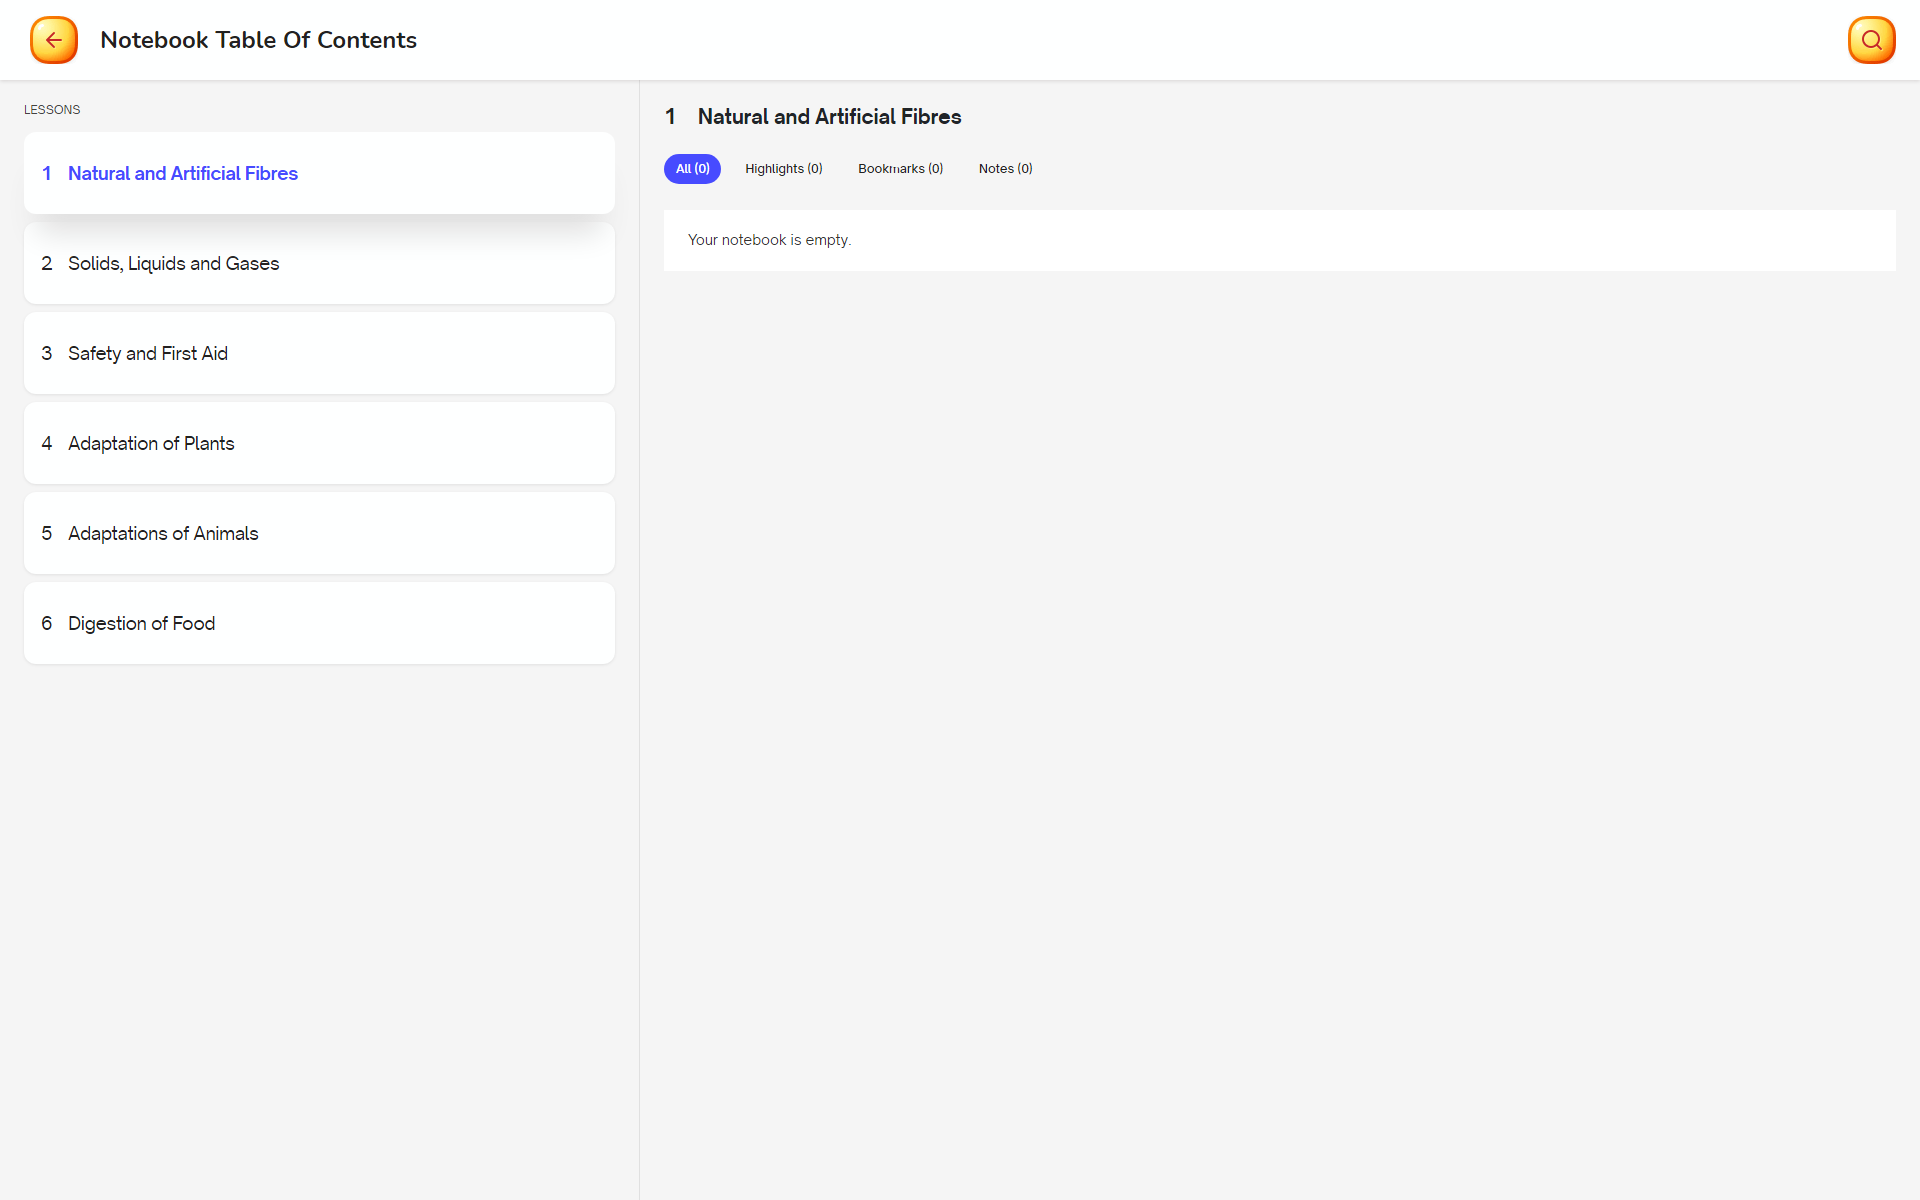 Notebook Table Of Contents
LESSONS
1 Natural and Artificial Fibres
2 Solids, Liquids and Gases
3 Safety and First Aid
4 Adaptation of Plants
5 Adaptations of Animals
6 Digestion of Food
1 Natural and Artificial Fibres
All (0) Highlights (0) Bookmarks (0) Notes (0)
Your notebook is empty.